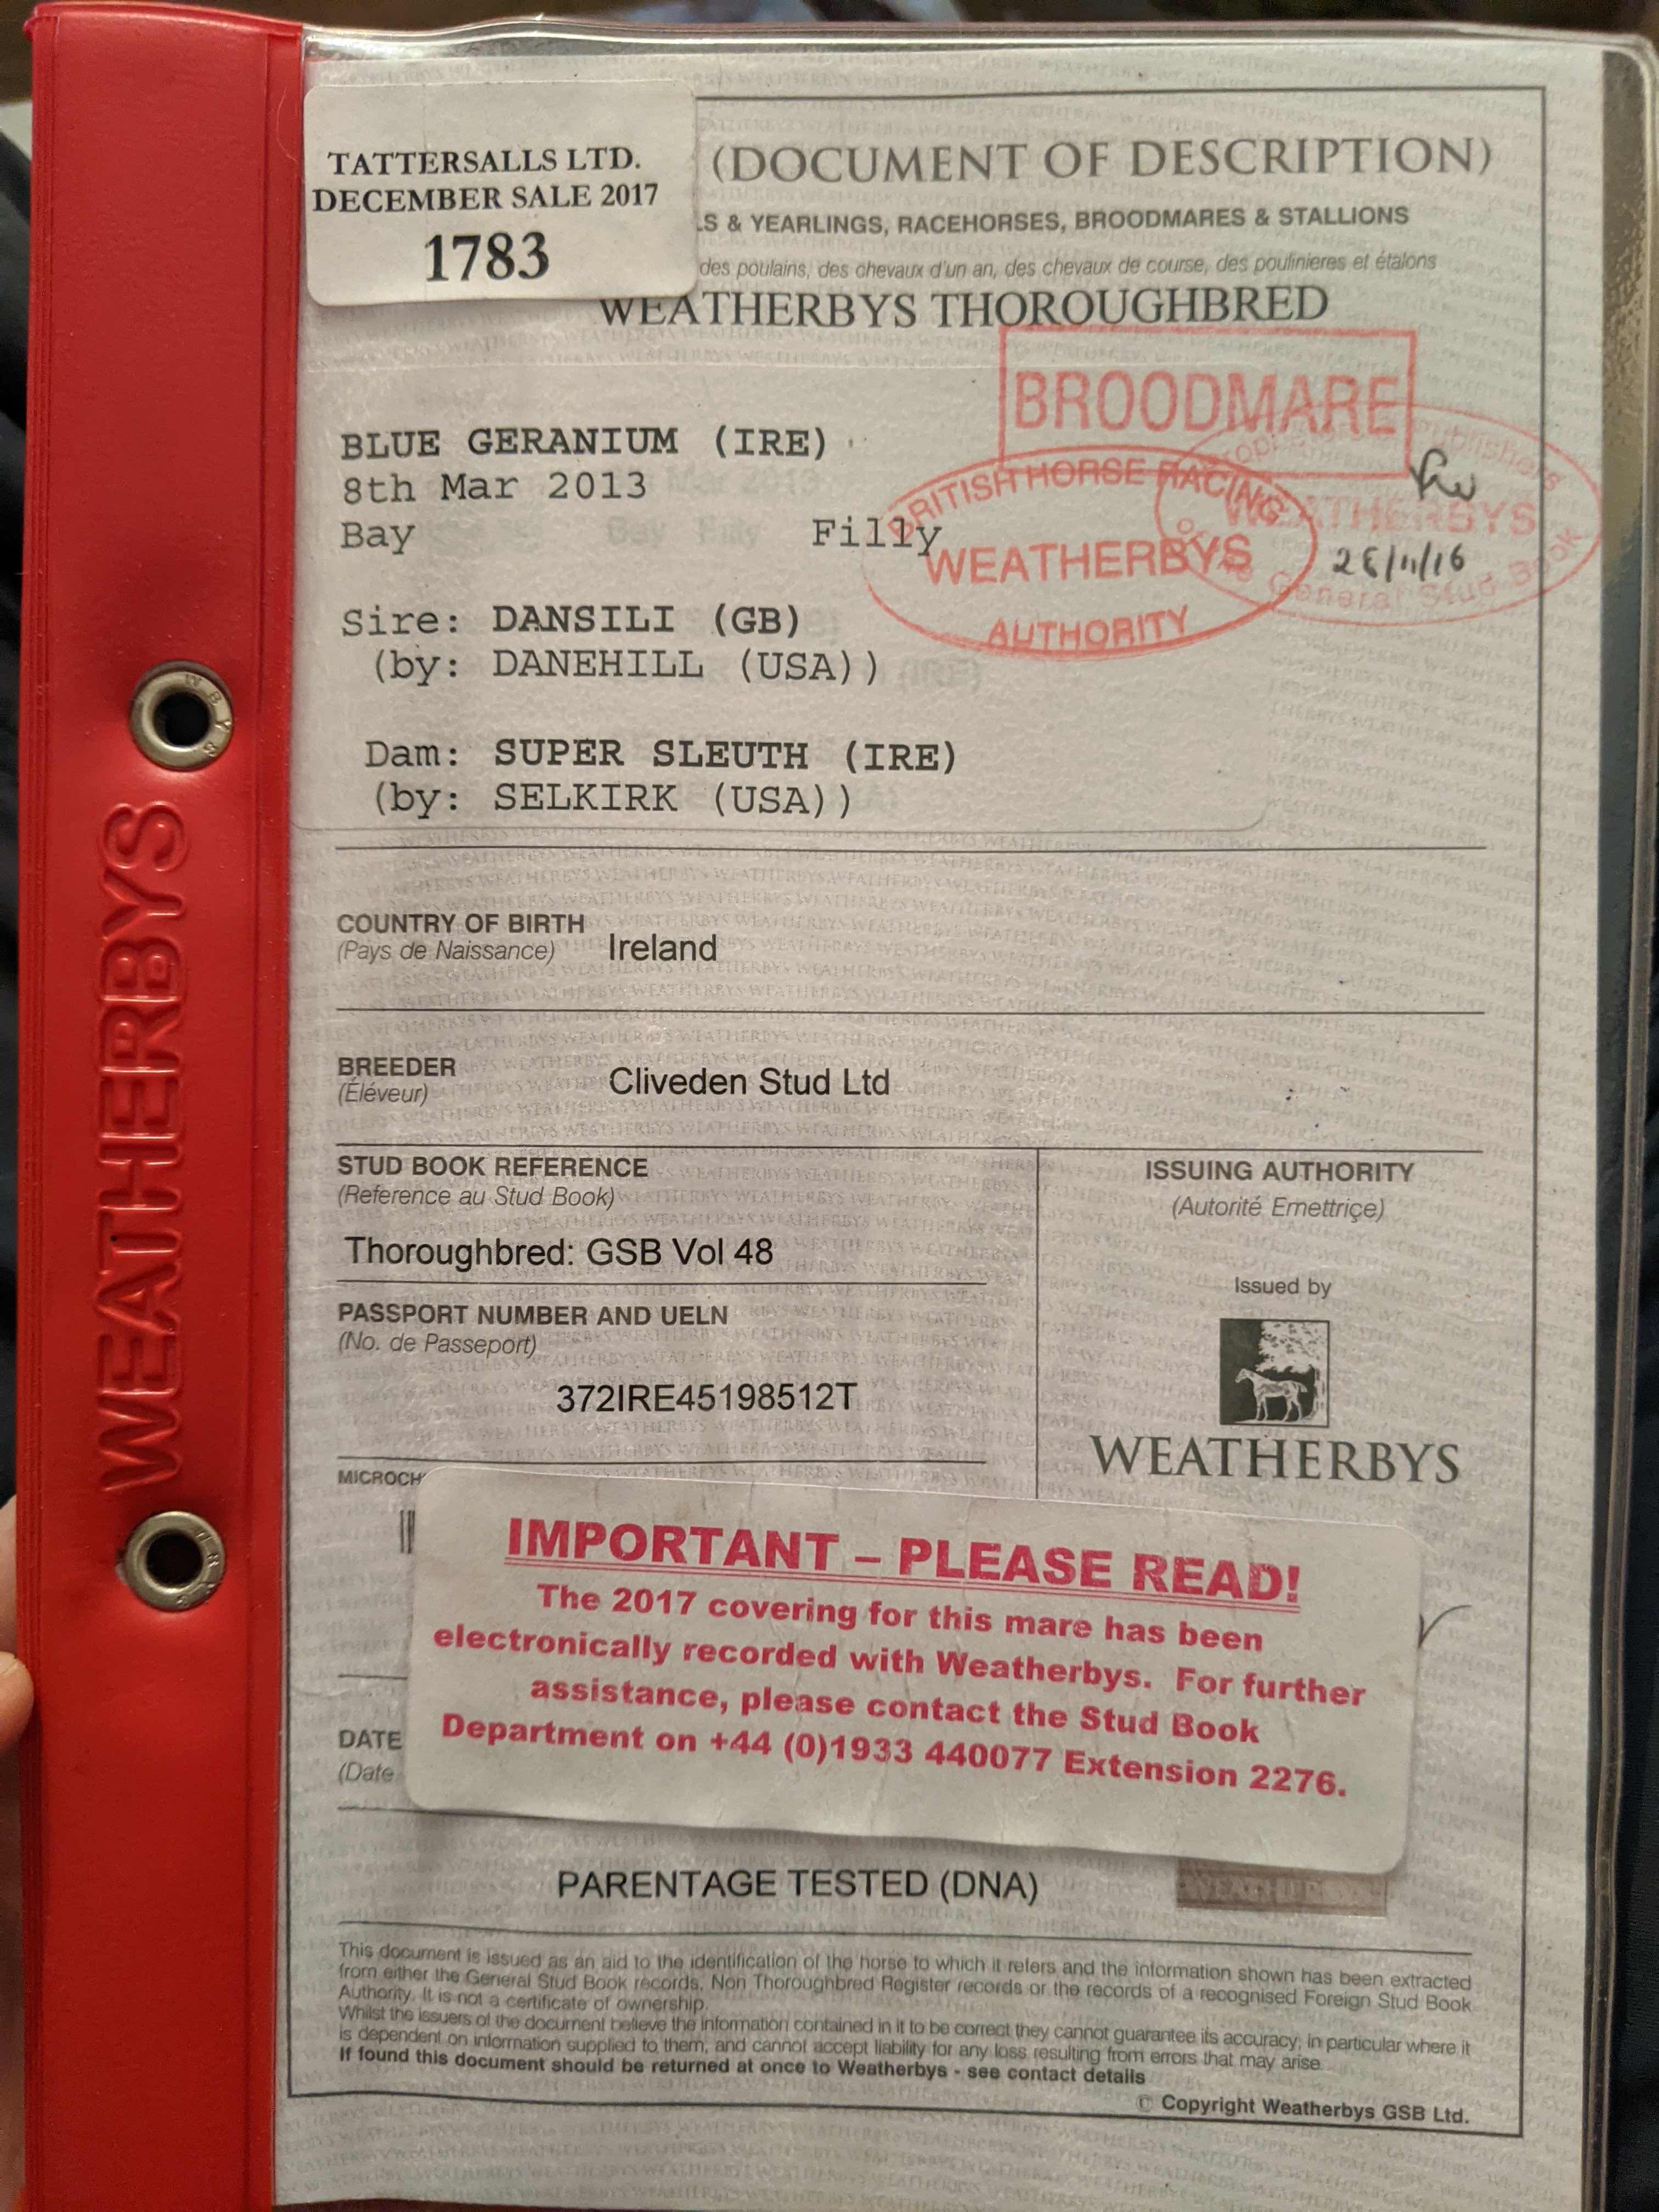 TATTERSALLS LTD.
DECEMBER SALE 2017
1783
(DOCUMENT OF DESCRIPTION)
& YEARLINGS, RACEHORSES, BROODMARES & STALLIONS
des poulains, des chevaux d'un an, des chevaux de course, des poulinieres et étalons
WEATHERBYS THOROUGHBRED
BROODMARE
BLUE GERANIUM (IRE)
8th Mar 2013
Bay Filly
BRITISH HORSE RACING
WEATHERBYS
AUTHORITY
WEATHERBYS
General Stud Book
Sire: DANSILI (GB)
(by: DANEHILL (USA))
Dam: SUPER SLEUTH (IRE)
(by: SELKIRK (USA))
COUNTRY OF BIRTH
(Pays de Naissance) Ireland
BREEDER
(Éléveur) Cliveden Stud Ltd
STUD BOOK REFERENCE
(Reference au Stud Book)
Thoroughbred: GSB Vol 48
PASSPORT NUMBER AND UELN
(No. de Passeport)
372IRE45198512T
ISSUING AUTHORITY
(Autorité Emettriçe)
Issued by
WEATHERBYS
IMPORTANT – PLEASE READ!
The 2017 covering for this mare has been
electronically recorded with Weatherbys. For further
assistance, please contact the Stud Book
Department on +44 (0)1933 440077 Extension 2276.
DATE
(Date
PARENTAGE TESTED (DNA)
This document is issued as an aid to the identification of the horse to which it refers and the information shown has been extracted
from either the General Stud Book records, Non Thoroughbred Register records or the records of a recognised Foreign Stud Book
Authority. It is not a certificate of ownership.
Whilst the issuers of the document believe the information contained in it to be correct they cannot guarantee its accuracy, in particular where it
is dependent on information supplied to them, and cannot accept liability for any loss resulting from errors that may arise.
If found this document should be returned at once to Weatherbys - see contact details
© Copyright Weatherbys GSB Ltd.
WEATHERBYS